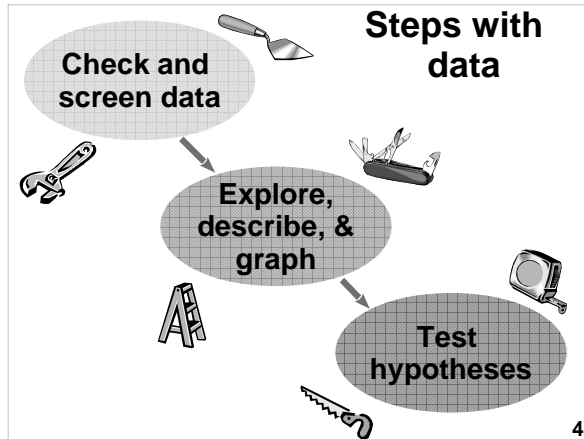 Steps with
data
Check and
screen data
Explore,
describe, &
graph
Test
hypotheses
4